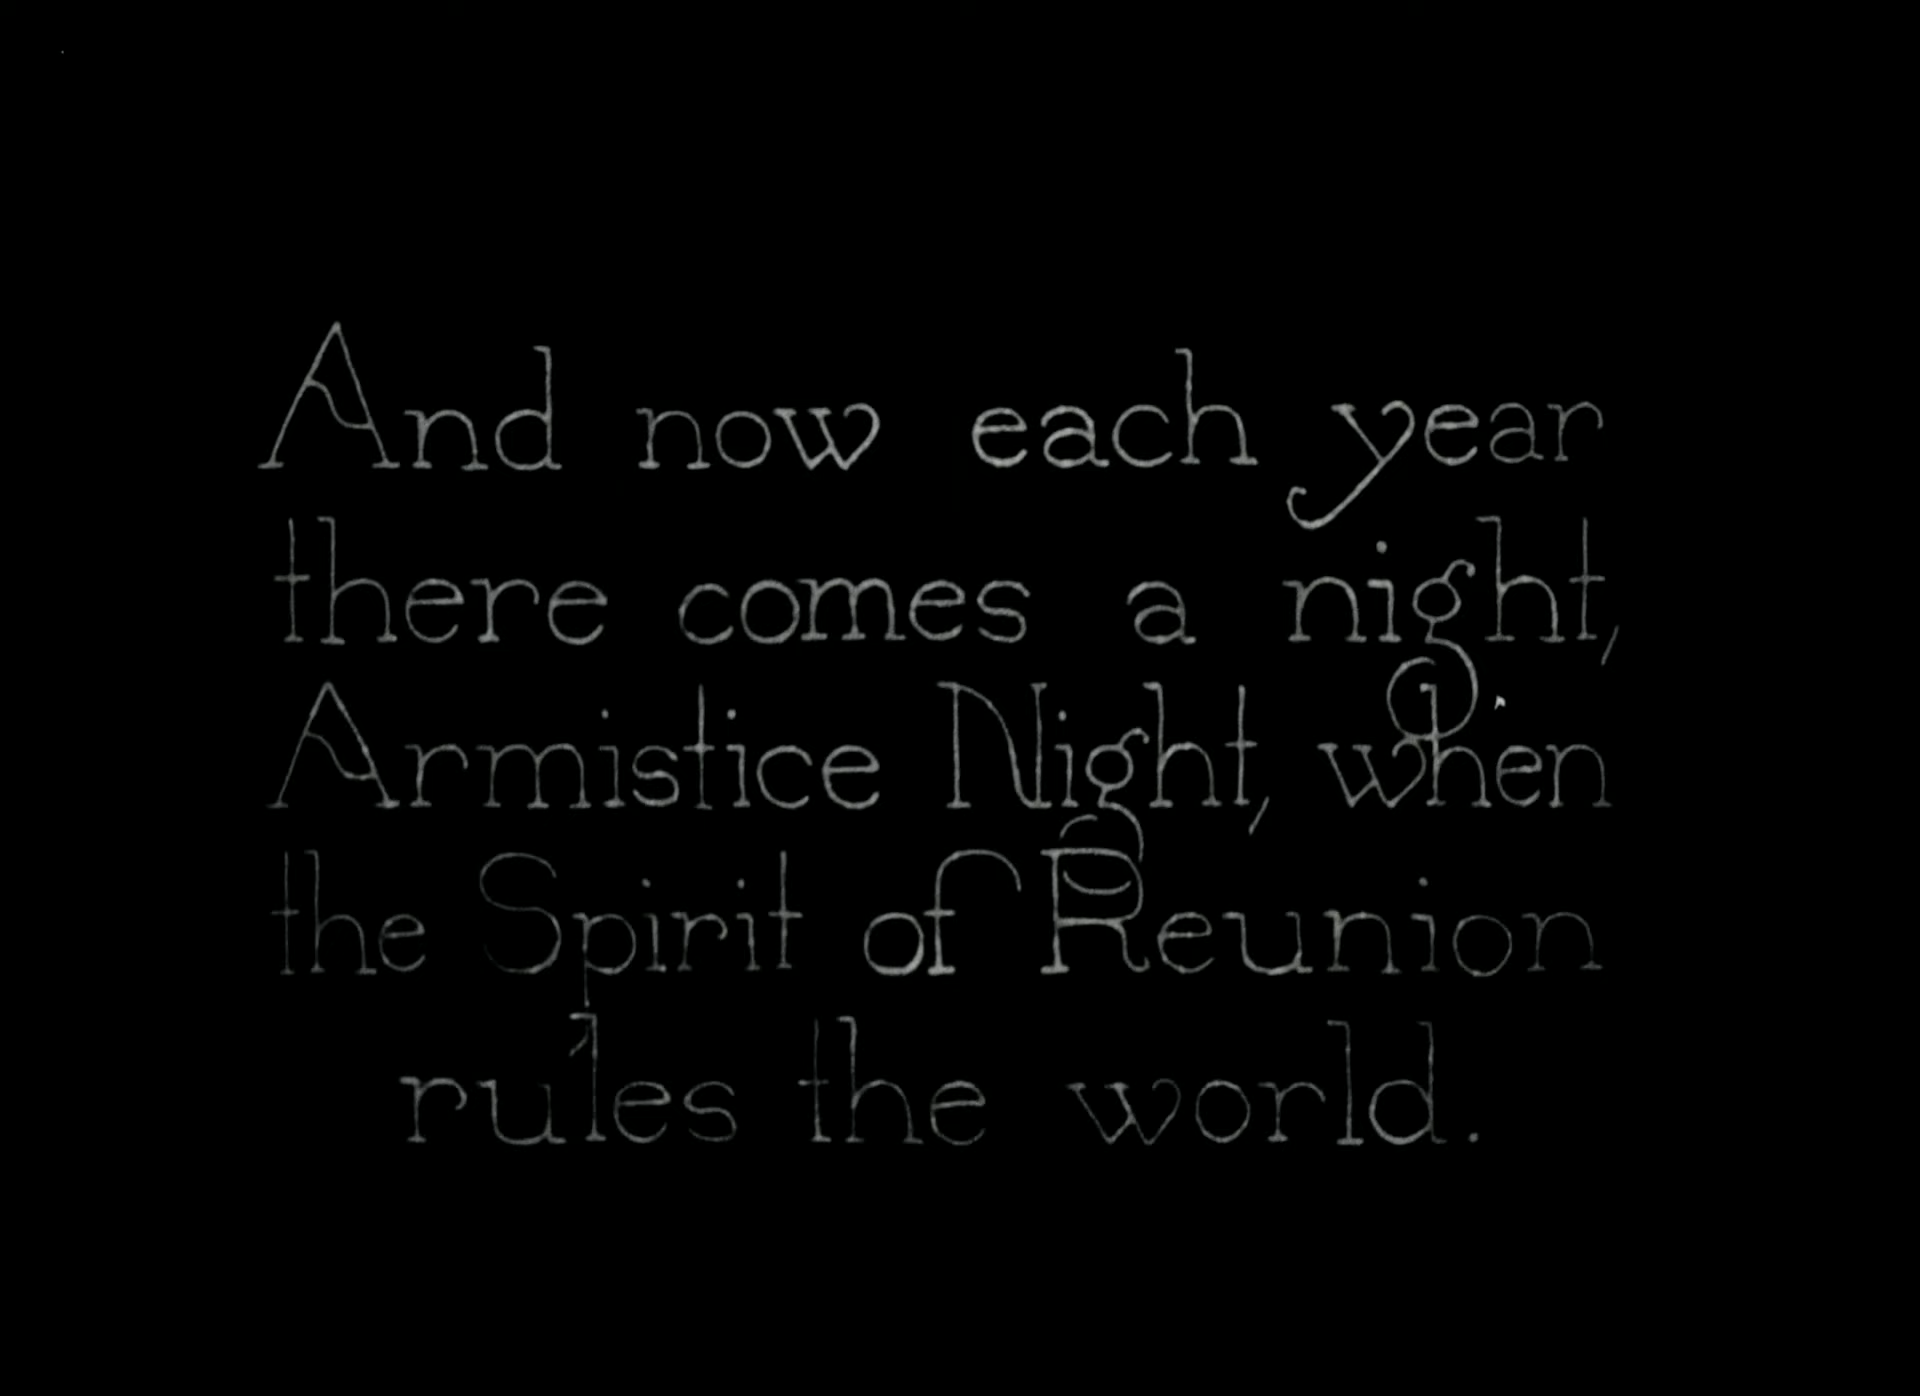 And now each year
there comes a night,
Armistice Night, when
the Spirit of Reunion
rules the world.